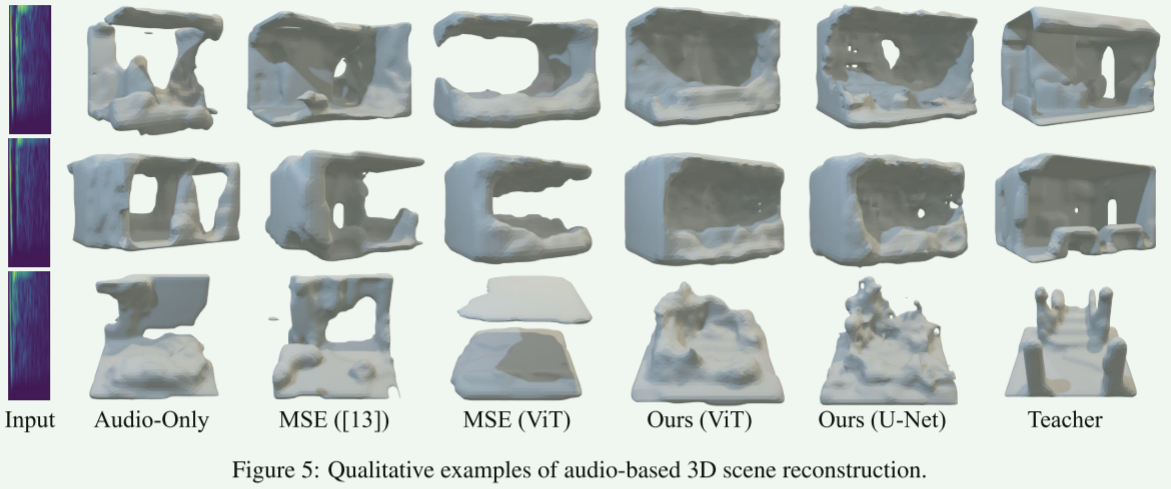 Input Audio-Only MSE ([13]) MSE (ViT) Ours (ViT) Ours (U-Net) Teacher
Figure 5: Qualitative examples of audio-based 3D scene reconstruction.